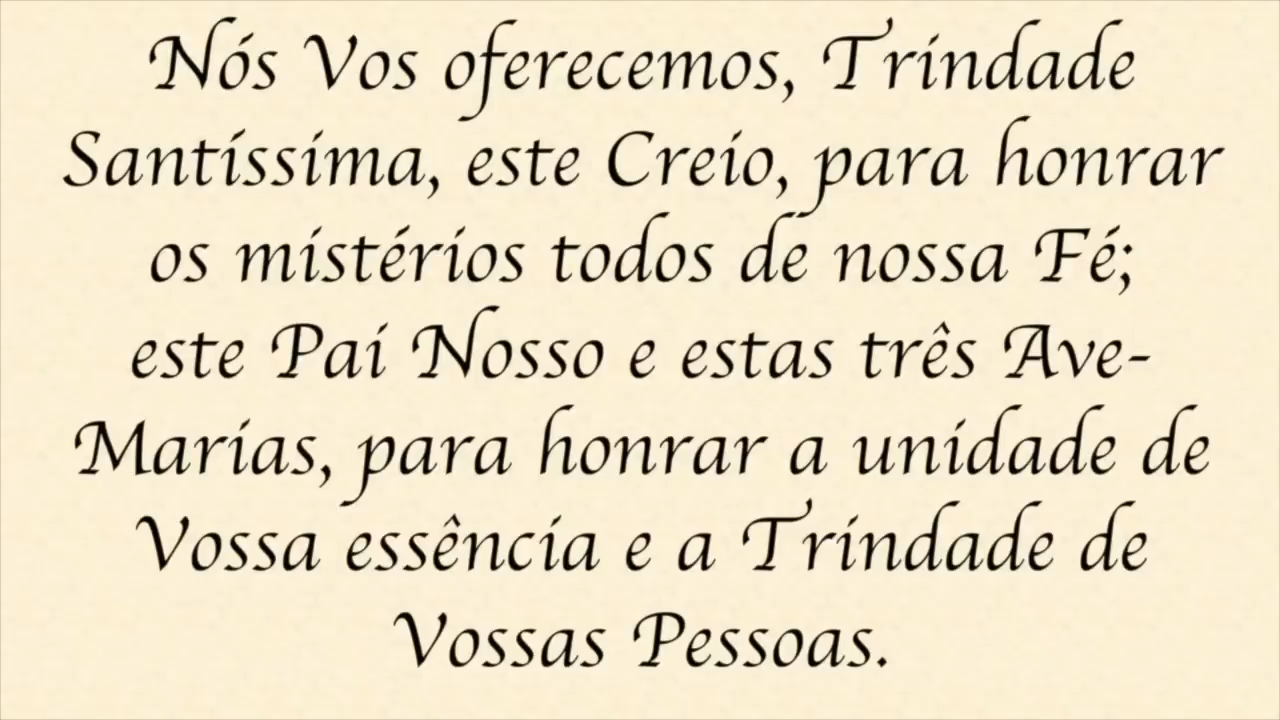 Nós Vos oferecemos, Trindade
Santíssima, este Creio, para honrar
os mistérios todos de nossa Fé;
este Pai Nosso e estas três Ave-
Marias, para honrar a unidade de
Vossa essência e a Trindade de
Vossas Pessoas.